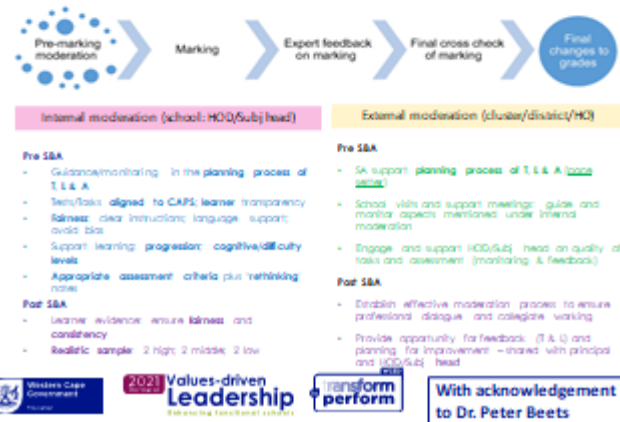 Pre-marking
moderation
Marking
Expert feedback
on marking
Final cross check
of marking
Final
changes to
grades
Internal moderation (school: HOD/Subj head)
Pre SBA
- Guidance/monitoring in the planning process of
T, L & A
- Tests/Tasks aligned to CAPS; learner transparency
- Fairness: clear instructions; language support;
avoid bias
- Support learning: progression: cognitive/difficulty
levels
- Appropriate assessment criteria plus 'rethinking'
notes
Post SBA
- Learner evidence: ensure fairness and
consistency
- Realistic sample: 2 high; 2 middle; 2 low
External moderation (cluster/district/HO)
Pre SBA
- SA support planning process of T, L & A (pace
setter)
- School visits and support meetings: guide and
monitor aspects mentioned under internal
moderation
- Engage and support HOD/Subj head on quality of
tasks and assessment (monitoring & feedback)
Post SBA
- Establish effective moderation process to ensure
professional dialogue and collegiate working
- Provide opportunity for feedback (T & L) and
planning for improvement – shared with principal
and HOD/Subj head
Western Cape
Government
Education
2021 Values-driven
Leadership
Enhancing functional schools
transform
perform
With acknowledgement
to Dr. Peter Beets